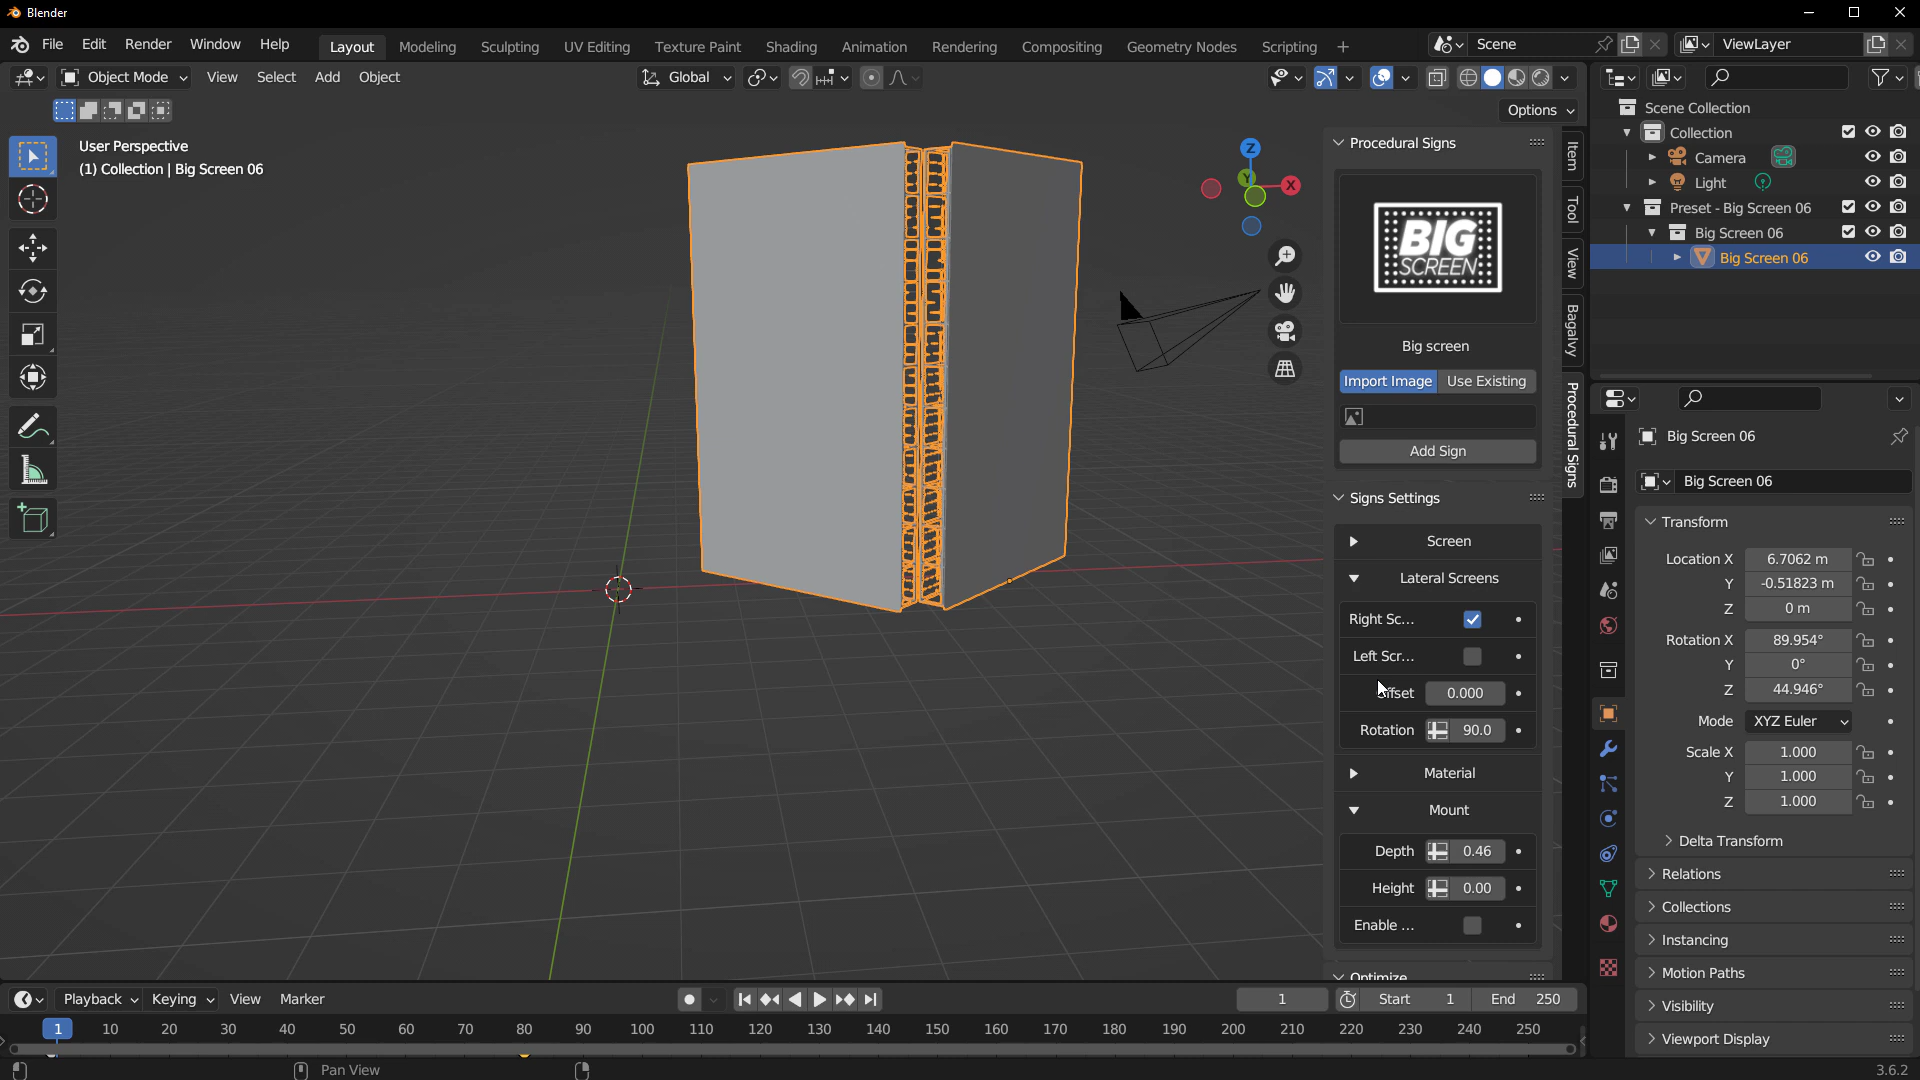 Blender
File Edit Render Window Help
Layout Modeling Sculpting UV Editing Texture Paint Shading Animation Rendering Compositing Geometry Nodes Scripting +
Scene
ViewLayer
Object Mode View Select Add Object
Global
Options
User Perspective
(1) Collection | Big Screen 06
Z
Y
X
Procedural Signs
BIG
SCREEN
Big screen
Import Image Use Existing
Add Sign
Signs Settings
Screen
Lateral Screens
Right Sc...
Left Scr...
ffset 0.000
Rotation 90.0
Material
Mount
Depth 0.46
Height 0.00
Enable ...
Optimize
Item
Tool
View
Bagalvy
Procedural Signs
Scene Collection
Collection
Camera
Light
Preset - Big Screen 06
Big Screen 06
Big Screen 06
Big Screen 06
Big Screen 06
Transform
Location X 6.7062 m
Y -0.51823 m
Z 0 m
Rotation X 89.954°
Y 0°
Z 44.946°
Mode XYZ Euler
Scale X 1.000
Y 1.000
Z 1.000
Delta Transform
Relations
Collections
Instancing
Motion Paths
Visibility
Viewport Display
Playback Keying View Marker
1 Start 1 End 250
1 10 20 30 40 50 60 70 80 90 100 110 120 130 140 150 160 170 180 190 200 210 220 230 240 250
Pan View
3.6.2